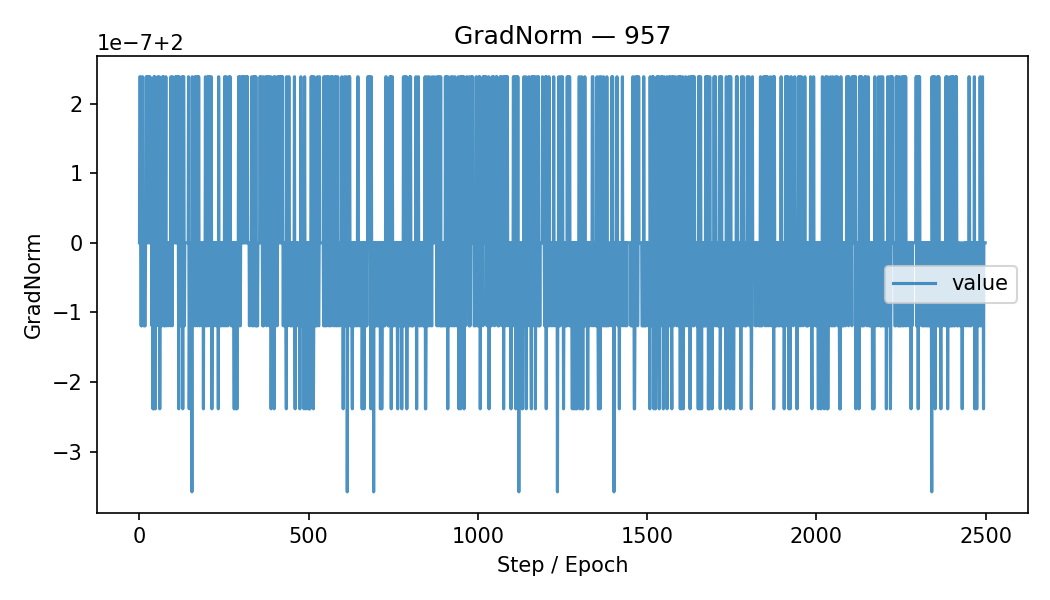 GradNorm — 957
1e−7+2
2
1
0
−1
−2
−3
GradNorm
value
0 500 1000 1500 2000 2500
Step / Epoch